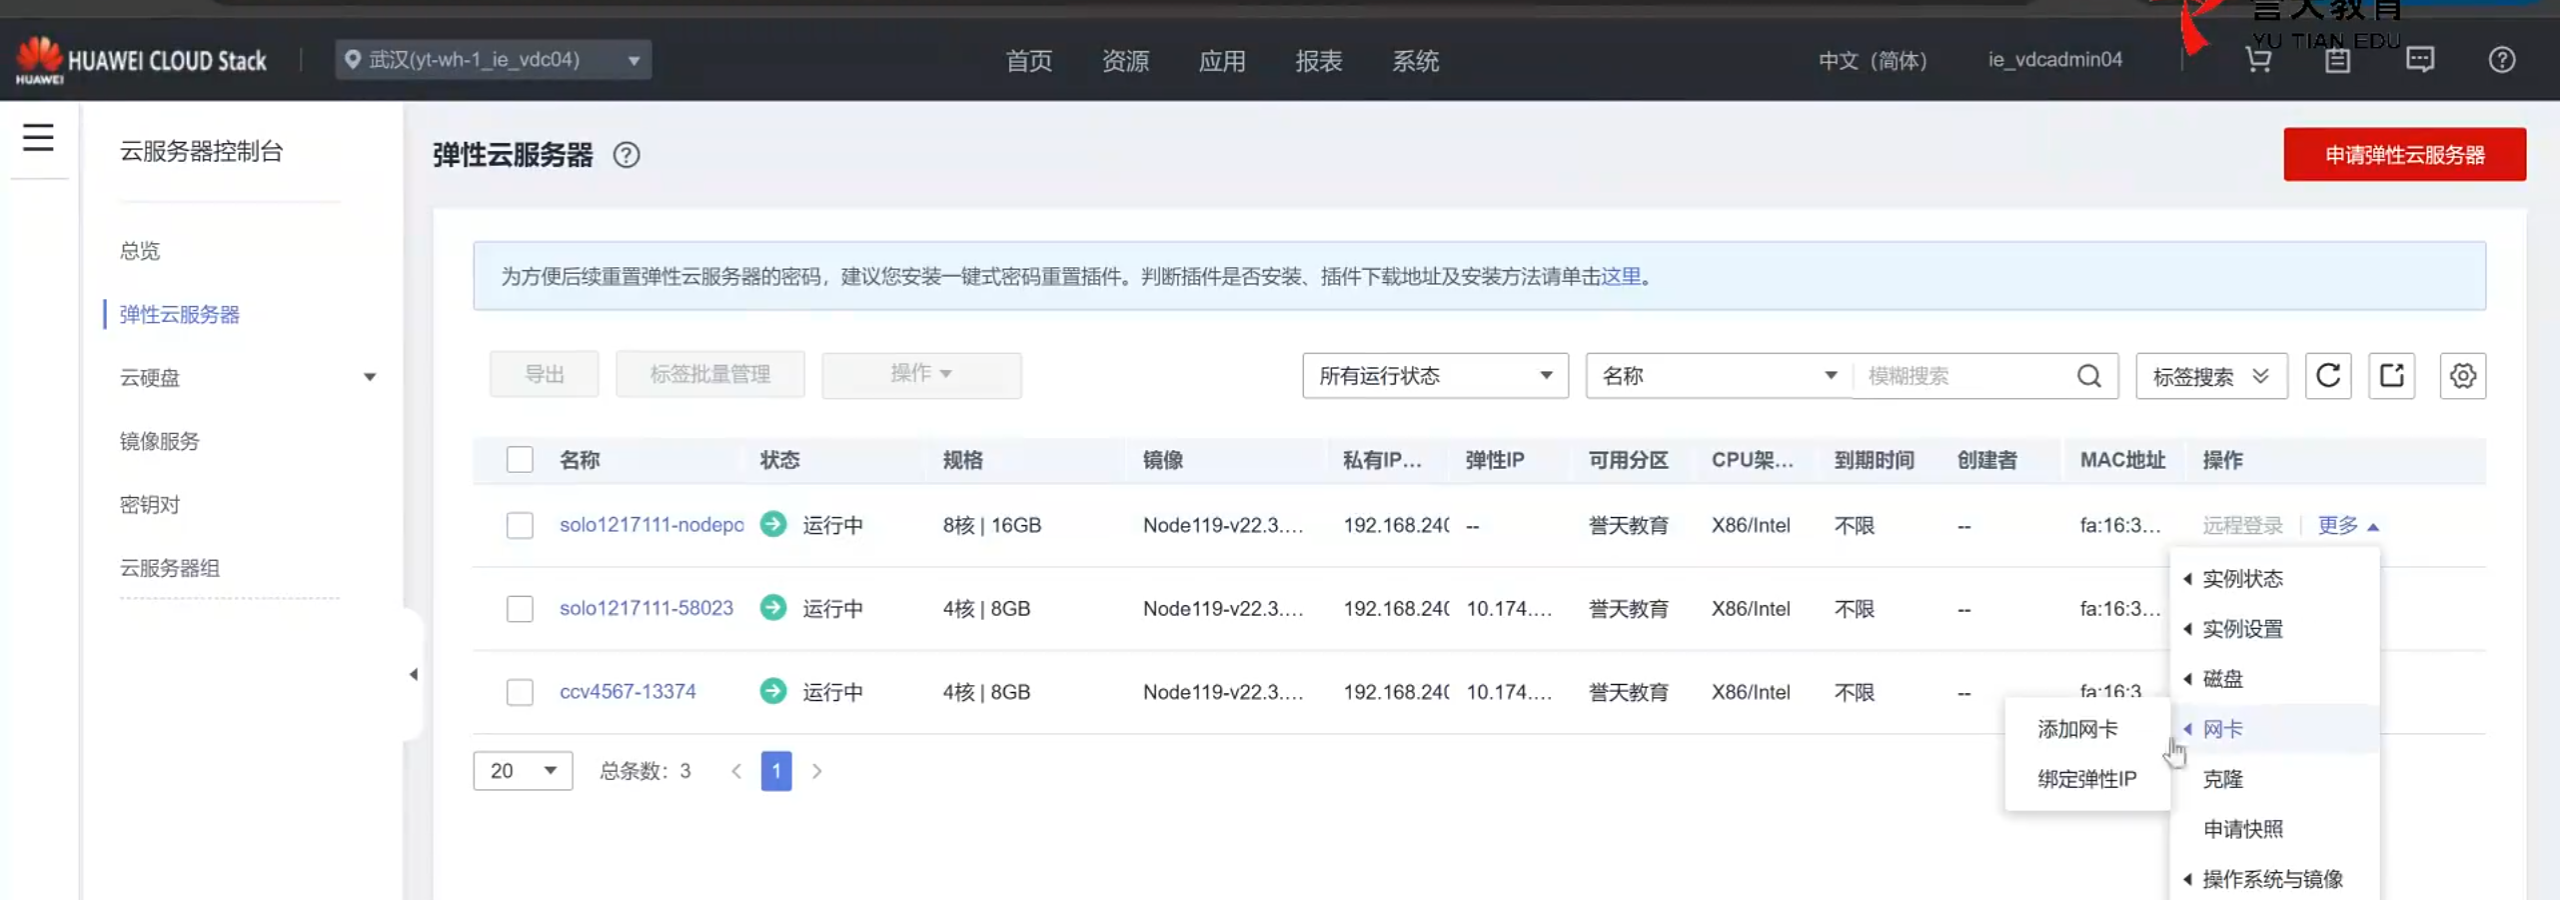 誉天教育
YU TIAN EDU
HUAWEI
HUAWEI CLOUD Stack
武汉(yt-wh-1_ie_vdc04)
首页
资源
应用
报表
系统
中文（简体）
ie_vdcadmin04
云服务器控制台
总览
弹性云服务器
云硬盘
镜像服务
密钥对
云服务器组
弹性云服务器
申请弹性云服务器
为方便后续重置弹性云服务器的密码，建议您安装一键式密码重置插件。判断插件是否安装、插件下载地址及安装方法请单击这里。
导出
标签批量管理
操作
所有运行状态
名称
模糊搜索
标签搜索
名称 状态 规格 镜像 私有IP... 弹性IP 可用分区 CPU架... 到期时间 创建者 MAC地址 操作
solo1217111-nodepo 运行中 8核 | 16GB Node119-v22.3.... 192.168.240 -- 誉天教育 X86/Intel 不限 -- fa:16:3... 远程登录 更多
solo1217111-58023 运行中 4核 | 8GB Node119-v22.3.... 192.168.240 10.174.... 誉天教育 X86/Intel 不限 -- fa:16:3...
ccv4567-13374 运行中 4核 | 8GB Node119-v22.3.... 192.168.240 10.174.... 誉天教育 X86/Intel 不限 -- fa:16:3
20
总条数：3
1
实例状态
实例设置
磁盘
网卡
克隆
申请快照
操作系统与镜像
添加网卡
绑定弹性IP